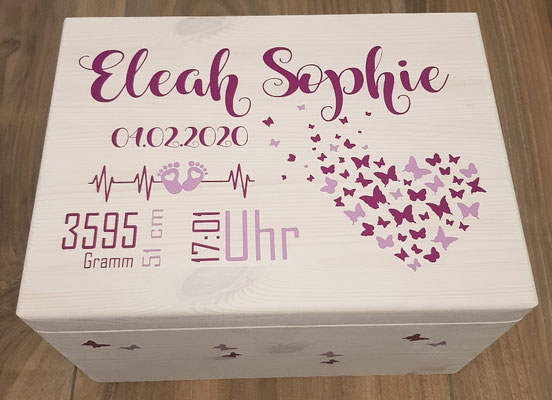 Eleah Sophie
04.02.2020
3595 Gramm
51 cm
17:01 Uhr